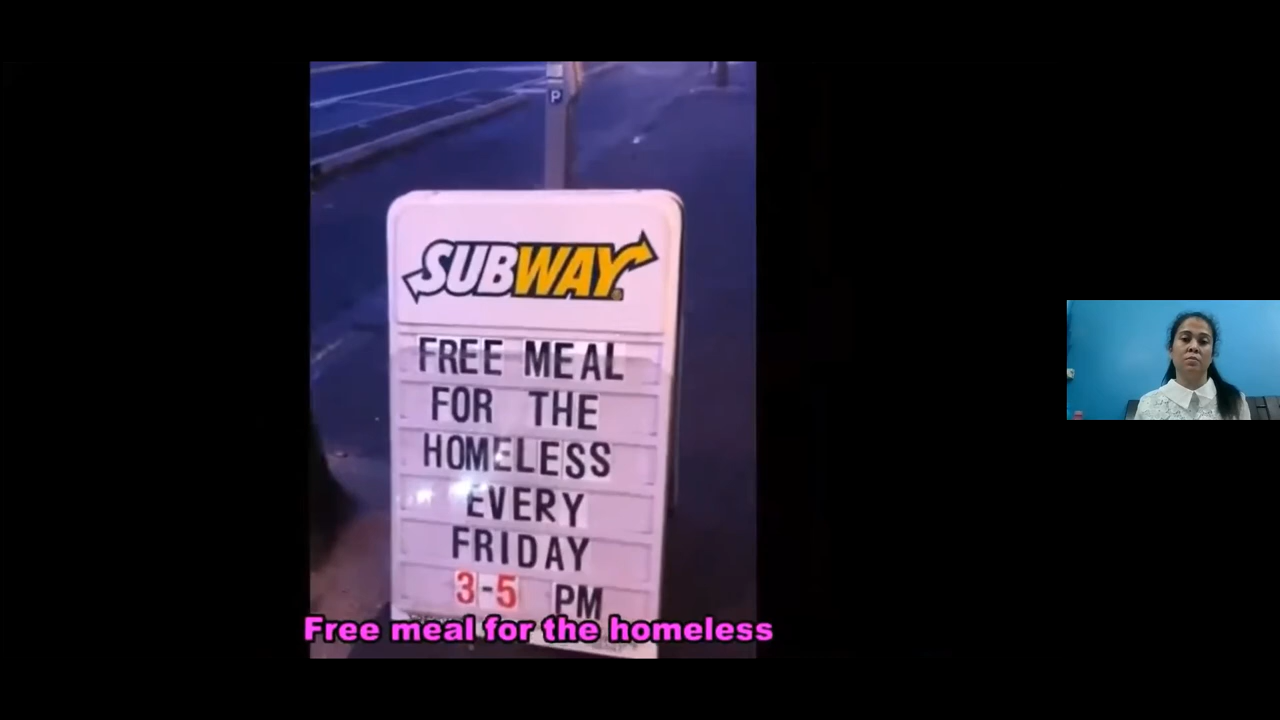 P
SUBWAY
FREE MEAL
FOR THE
HOMELESS
EVERY
FRIDAY
3-5 PM
Free meal for the homeless